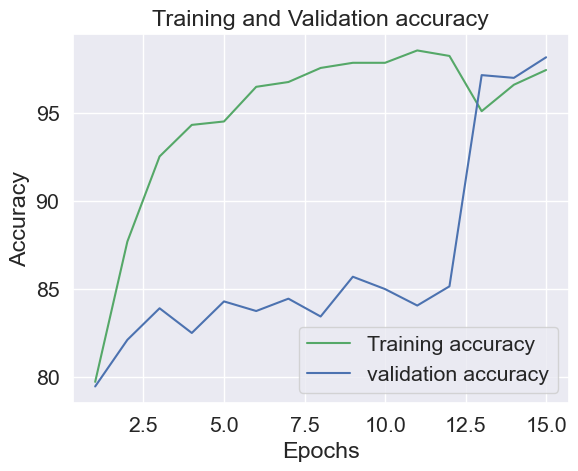 Training and Validation accuracy
Accuracy
95
90
85
80
Training accuracy
validation accuracy
2.5 5.0 7.5 10.0 12.5 15.0
Epochs